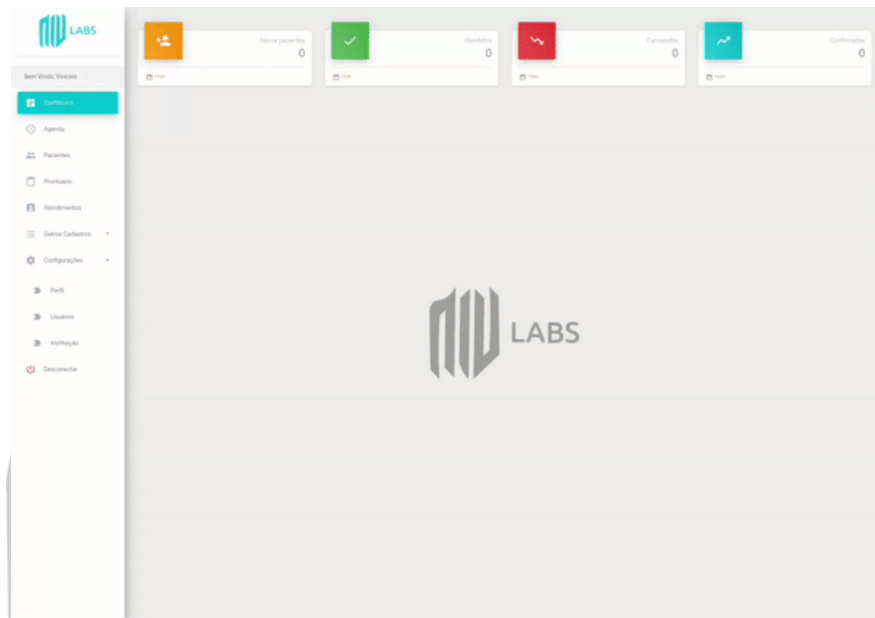 LABS
Bem Vindo, Vinicios
Dashboard
Agenda
Pacientes
Prontuario
Atendimentos
Outros Cadastros
Configurações
Perfil
Usuários
Instituição
Desconectar
Novos pacientes
0
Atendidos
0
Cancelados
0
Confirmados
0
LABS